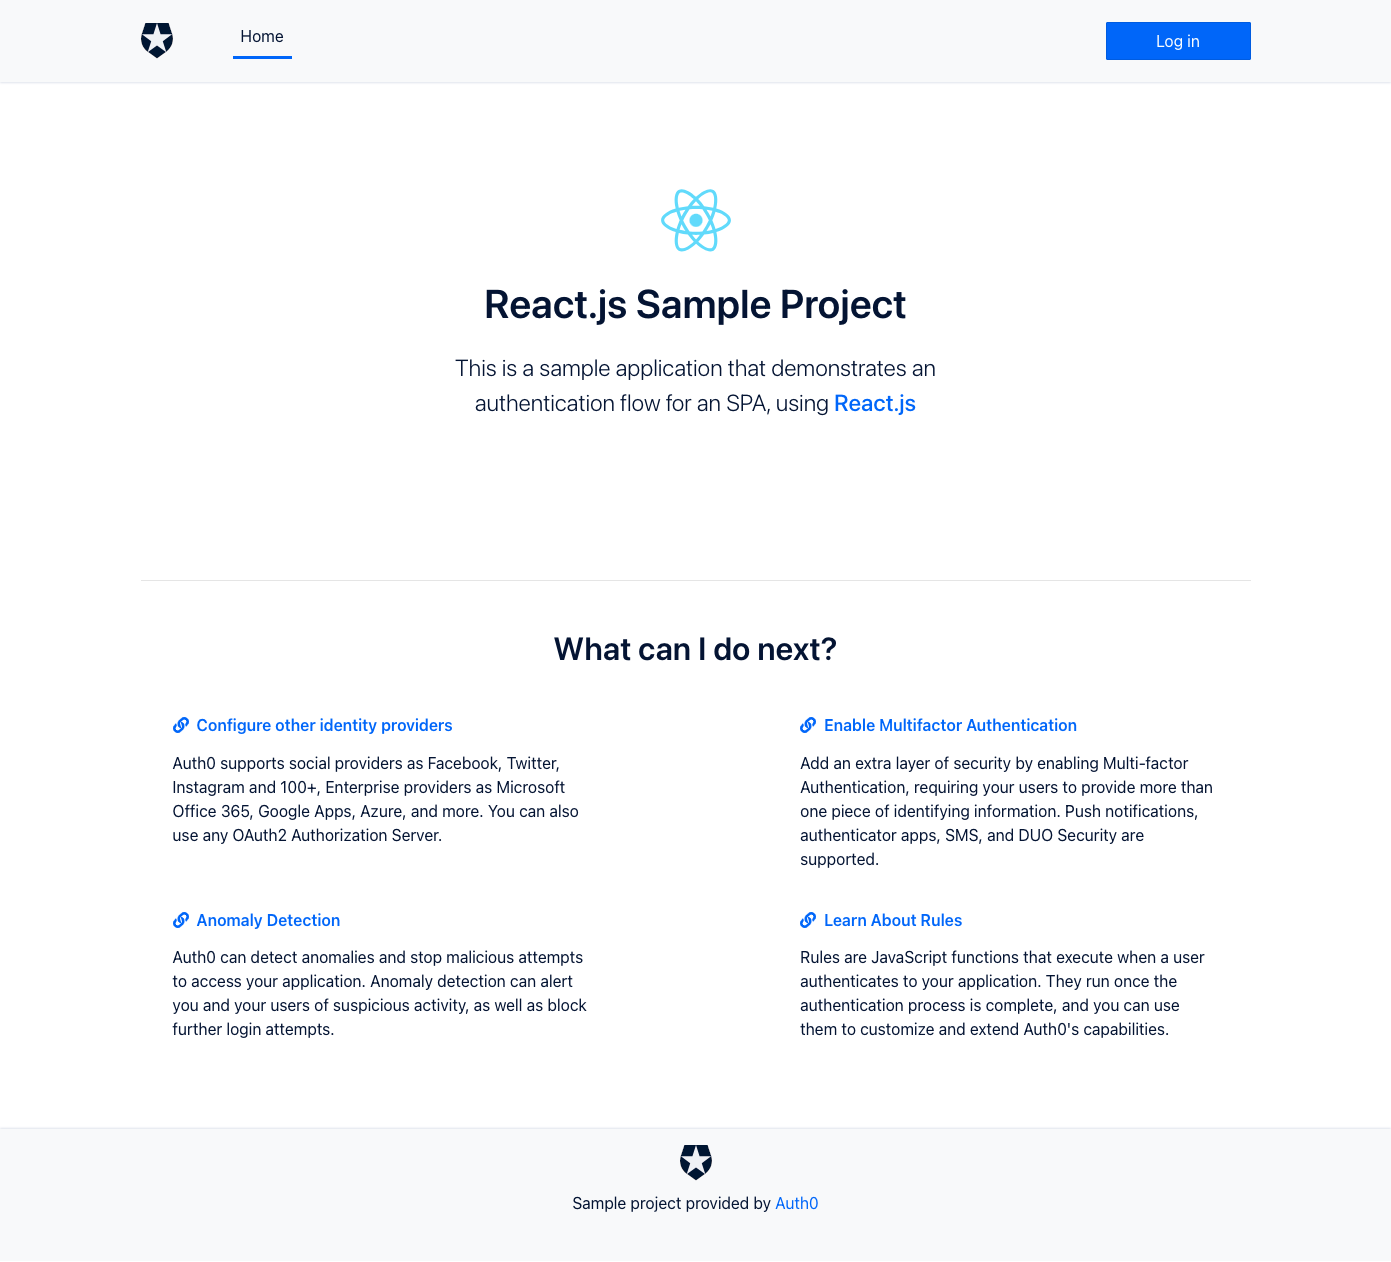 Home
Log in
React.js Sample Project
This is a sample application that demonstrates an
authentication flow for an SPA, using React.js
What can I do next?
Configure other identity providers
Auth0 supports social providers as Facebook, Twitter,
Instagram and 100+, Enterprise providers as Microsoft
Office 365, Google Apps, Azure, and more. You can also
use any OAuth2 Authorization Server.
Enable Multifactor Authentication
Add an extra layer of security by enabling Multi-factor
Authentication, requiring your users to provide more than
one piece of identifying information. Push notifications,
authenticator apps, SMS, and DUO Security are
supported.
Anomaly Detection
Auth0 can detect anomalies and stop malicious attempts
to access your application. Anomaly detection can alert
you and your users of suspicious activity, as well as block
further login attempts.
Learn About Rules
Rules are JavaScript functions that execute when a user
authenticates to your application. They run once the
authentication process is complete, and you can use
them to customize and extend Auth0's capabilities.
Sample project provided by Auth0